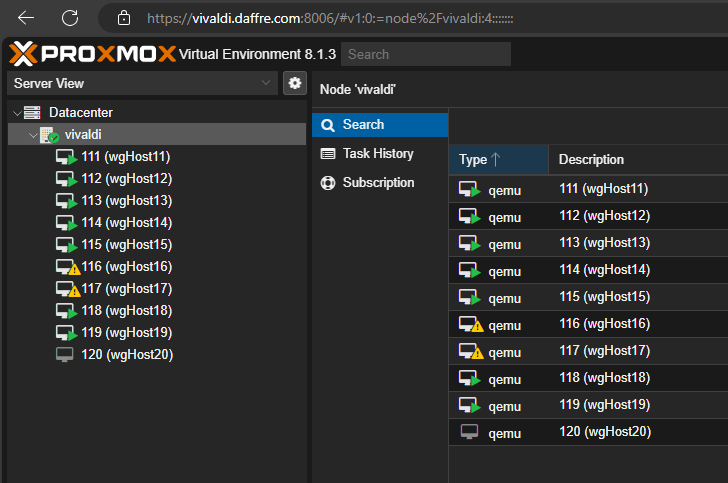 https://vivaldi.daffre.com:8006/#v1:0:=node%2Fvivaldi:4:::::::
PROXMOX Virtual Environment 8.1.3 Search
Server View
Datacenter
vivaldi
111 (wgHost11)
112 (wgHost12)
113 (wgHost13)
114 (wgHost14)
115 (wgHost15)
116 (wgHost16)
117 (wgHost17)
118 (wgHost18)
119 (wgHost19)
120 (wgHost20)
Node 'vivaldi'
Search
Task History
Subscription
Type Description
qemu 111 (wgHost11)
qemu 112 (wgHost12)
qemu 113 (wgHost13)
qemu 114 (wgHost14)
qemu 115 (wgHost15)
qemu 116 (wgHost16)
qemu 117 (wgHost17)
qemu 118 (wgHost18)
qemu 119 (wgHost19)
qemu 120 (wgHost20)